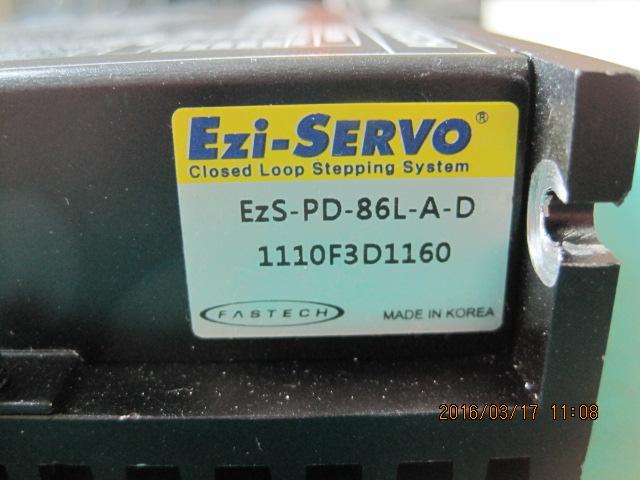 Ezi-SERVO®
Closed Loop Stepping System
EzS-PD-86L-A-D
1110F3D1160
FASTECH
MADE IN KOREA
2016/03/17 11:08